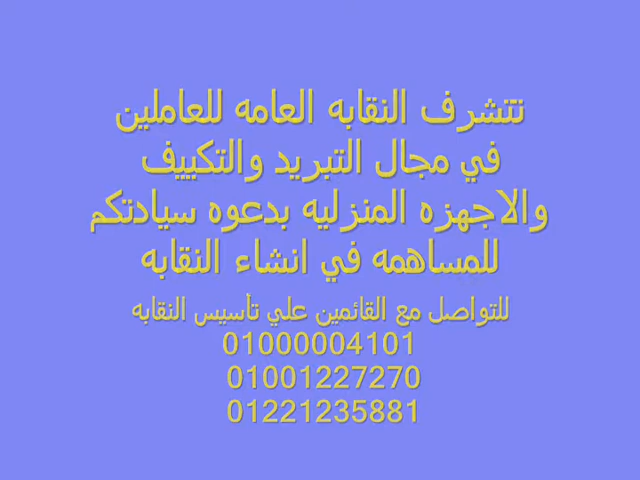 تتشرف النقابه العامه للعاملين
في مجال التبريد والتكييف
والاجهزه المنزليه بدعوه سيادتكم
للمساهمه في انشاء النقابه
للتواصل مع القائمين علي تأسيس النقابه
01000004101
01001227270
01221235881